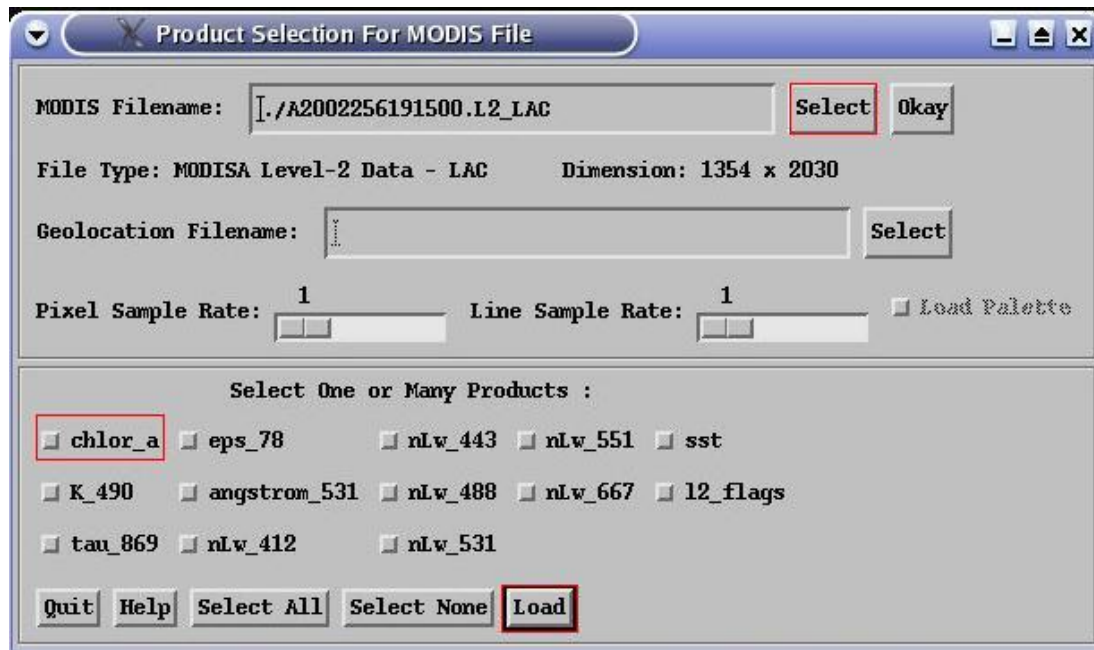 Product Selection For MODIS File
MODIS Filename: ./A2002256191500.L2_LAC Select Okay
File Type: MODISA Level-2 Data - LAC Dimension: 1354 x 2030
Geolocation Filename: Select
Pixel Sample Rate: 1 Line Sample Rate: 1 Load Palette
Select One or Many Products :
chlor_a eps_78 nLw_443 nLw_551 sst
K_490 angstrom_531 nLw_488 nLw_667 l2_flags
tau_869 nLw_412 nLw_531
Quit Help Select All Select None Load